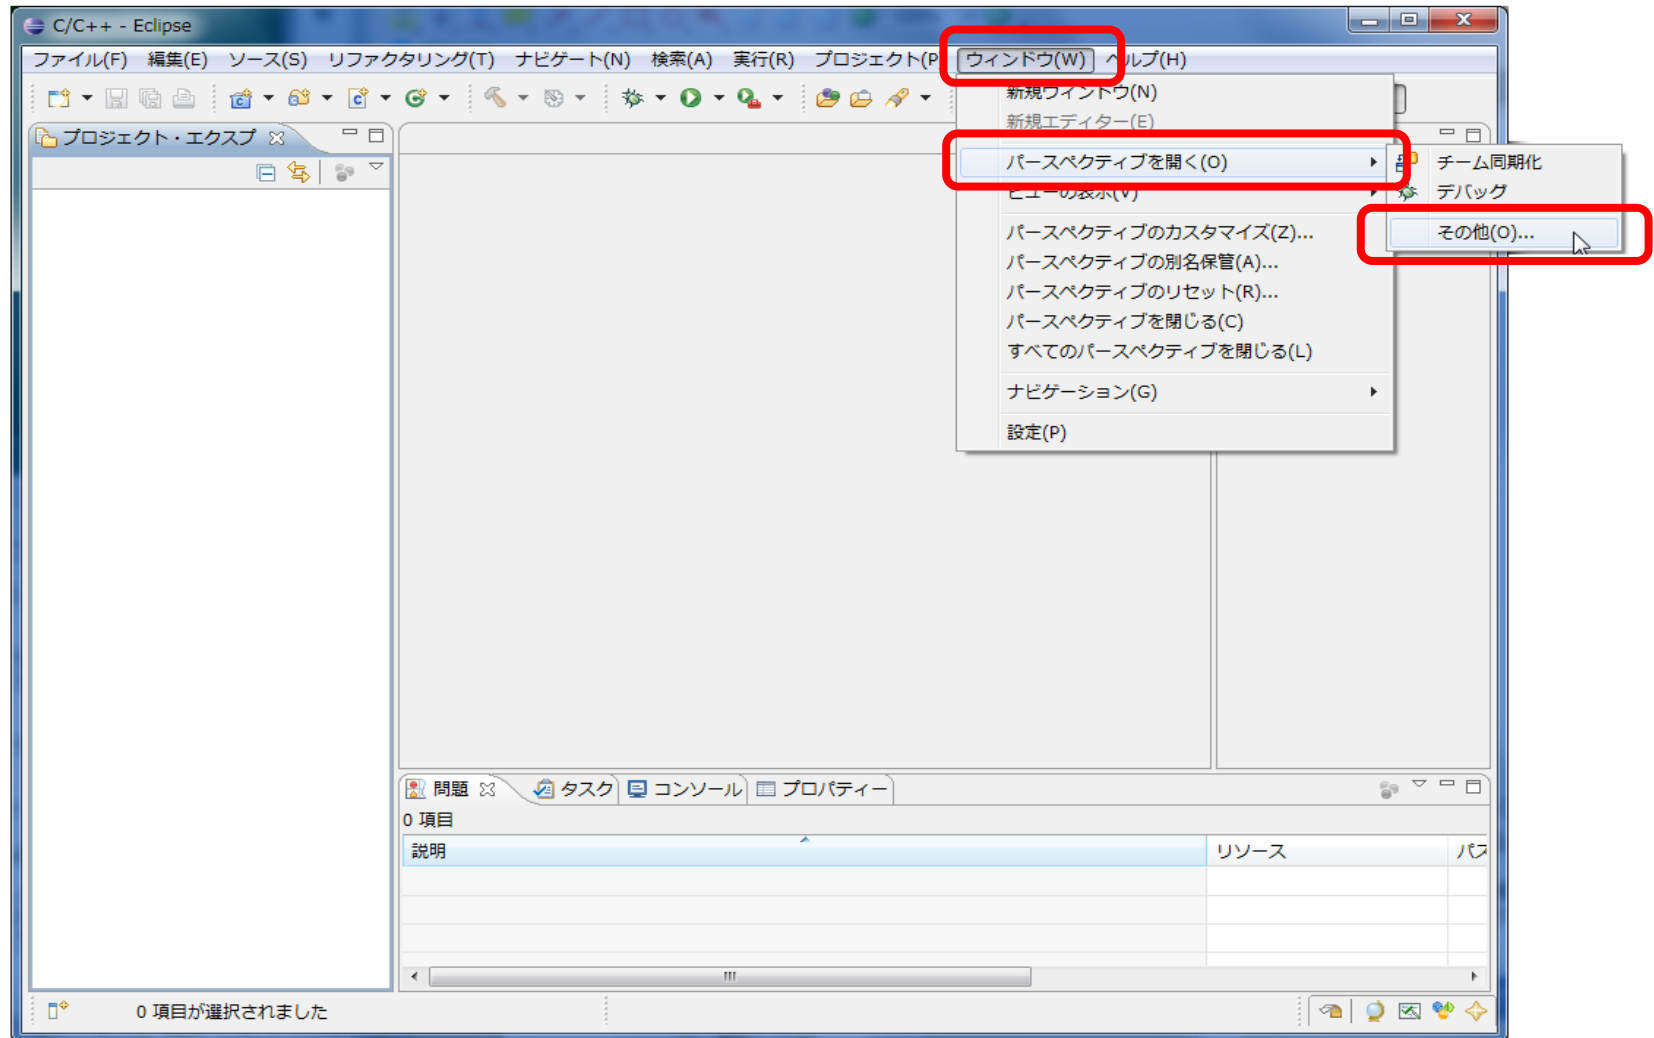 C/C++ - Eclipse
ファイル(F) 編集(E) ソース(S) リファクタリング(T) ナビゲート(N) 検索(A) 実行(R) プロジェクト(P ウィンドウ(W) ヘルプ(H)
新規ウィンドウ(N)
新規エディター(E)
プロジェクト・エクスプ
パースペクティブを開く(O)
チーム同期化
ビューの表示(V)
デバッグ
パースペクティブのカスタマイズ(Z)...
その他(O)...
パースペクティブの別名保管(A)...
パースペクティブのリセット(R)...
パースペクティブを閉じる(C)
すべてのパースペクティブを閉じる(L)
ナビゲーション(G)
設定(P)
問題 タスク コンソール プロパティー
0 項目
説明 リソース パス
0 項目が選択されました